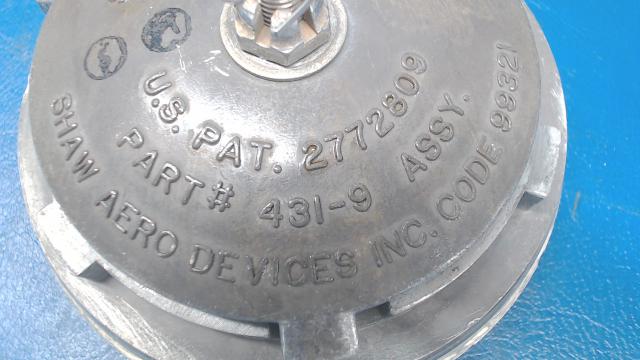 U.S. PAT. 2772809
PART# 431-9 ASSY.
SHAW AERO DEVICES INC. CODE 99321